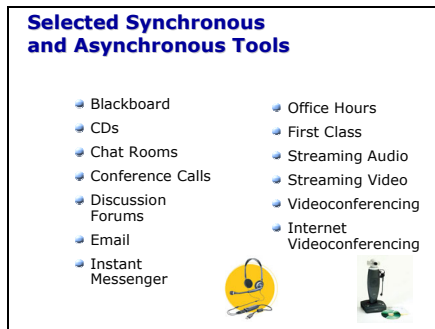 Selected Synchronous
and Asynchronous Tools
Blackboard
CDs
Chat Rooms
Conference Calls
Discussion
Forums
Email
Instant
Messenger
Office Hours
First Class
Streaming Audio
Streaming Video
Videoconferencing
Internet
Videoconferencing